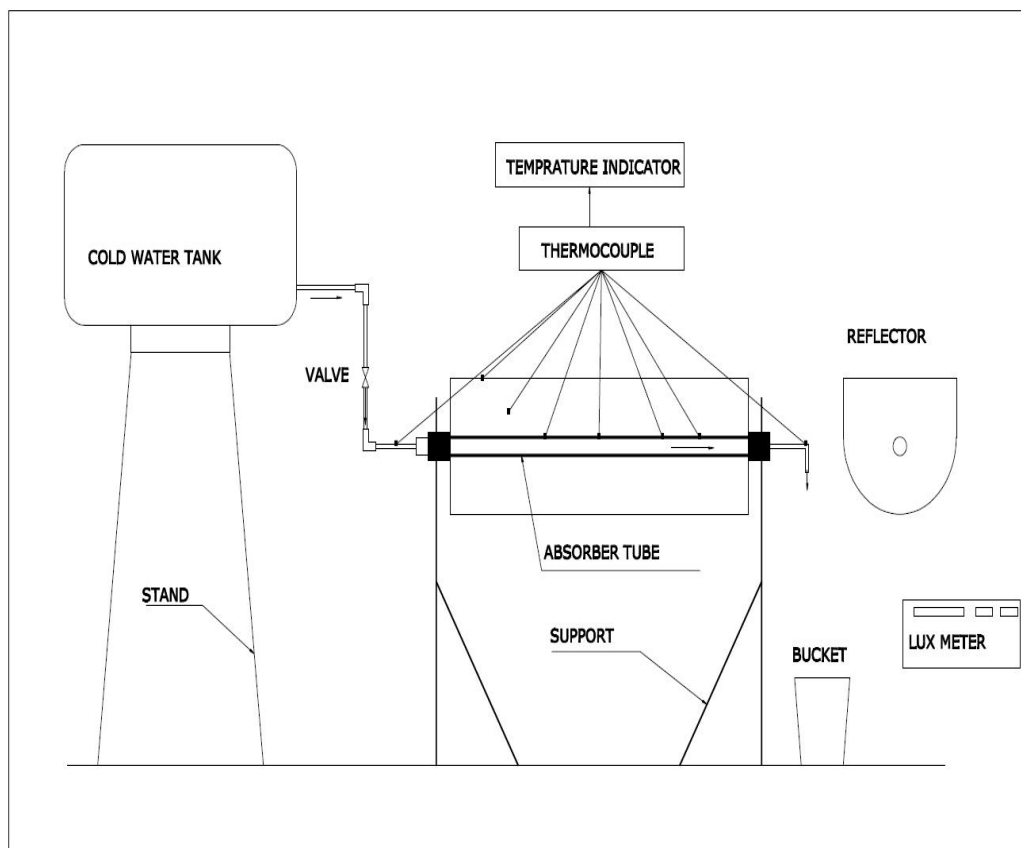 TEMPRATURE INDICATOR
THERMOCOUPLE
COLD WATER TANK
REFLECTOR
VALVE
ABSORBER TUBE
STAND
SUPPORT
BUCKET
LUX METER